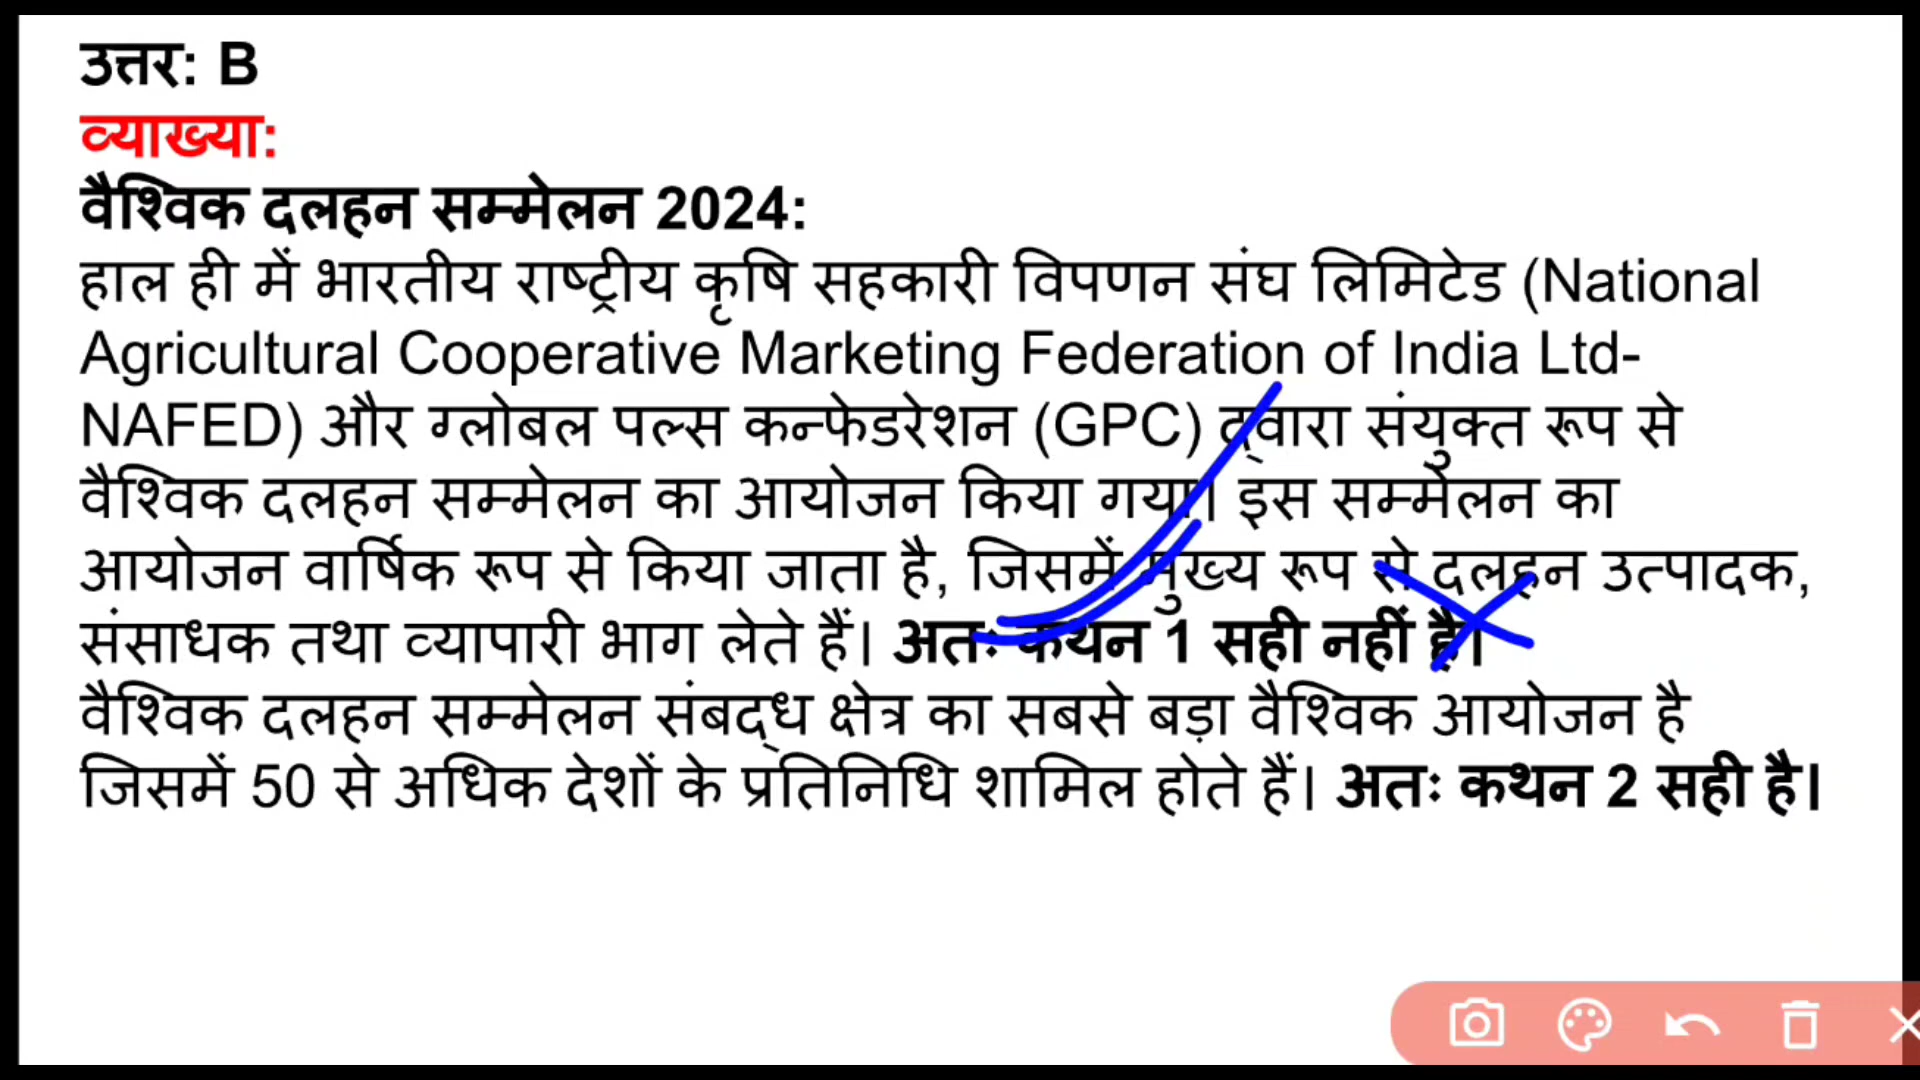 उत्तर: B
व्याख्या:
वैश्विक दलहन सम्मेलन 2024:
हाल ही में भारतीय राष्ट्रीय कृषि सहकारी विपणन संघ लिमिटेड (National
Agricultural Cooperative Marketing Federation of India Ltd-
NAFED) और ग्लोबल पल्स कन्फेडरेशन (GPC) द्वारा संयुक्त रूप से
वैश्विक दलहन सम्मेलन का आयोजन किया गया। इस सम्मेलन का
आयोजन वार्षिक रूप से किया जाता है, जिसमें मुख्य रूप से दलहन उत्पादक,
संसाधक तथा व्यापारी भाग लेते हैं। अतः कथन 1 सही नहीं है।
वैश्विक दलहन सम्मेलन संबद्ध क्षेत्र का सबसे बड़ा वैश्विक आयोजन है
जिसमें 50 से अधिक देशों के प्रतिनिधि शामिल होते हैं। अतः कथन 2 सही है।